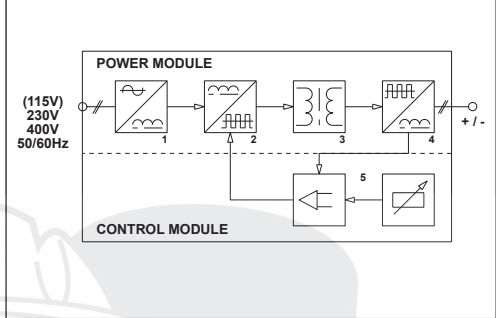 POWER MODULE
(115V)
230V
400V
50/60Hz
1
2
3
4
+ / -
5
CONTROL MODULE